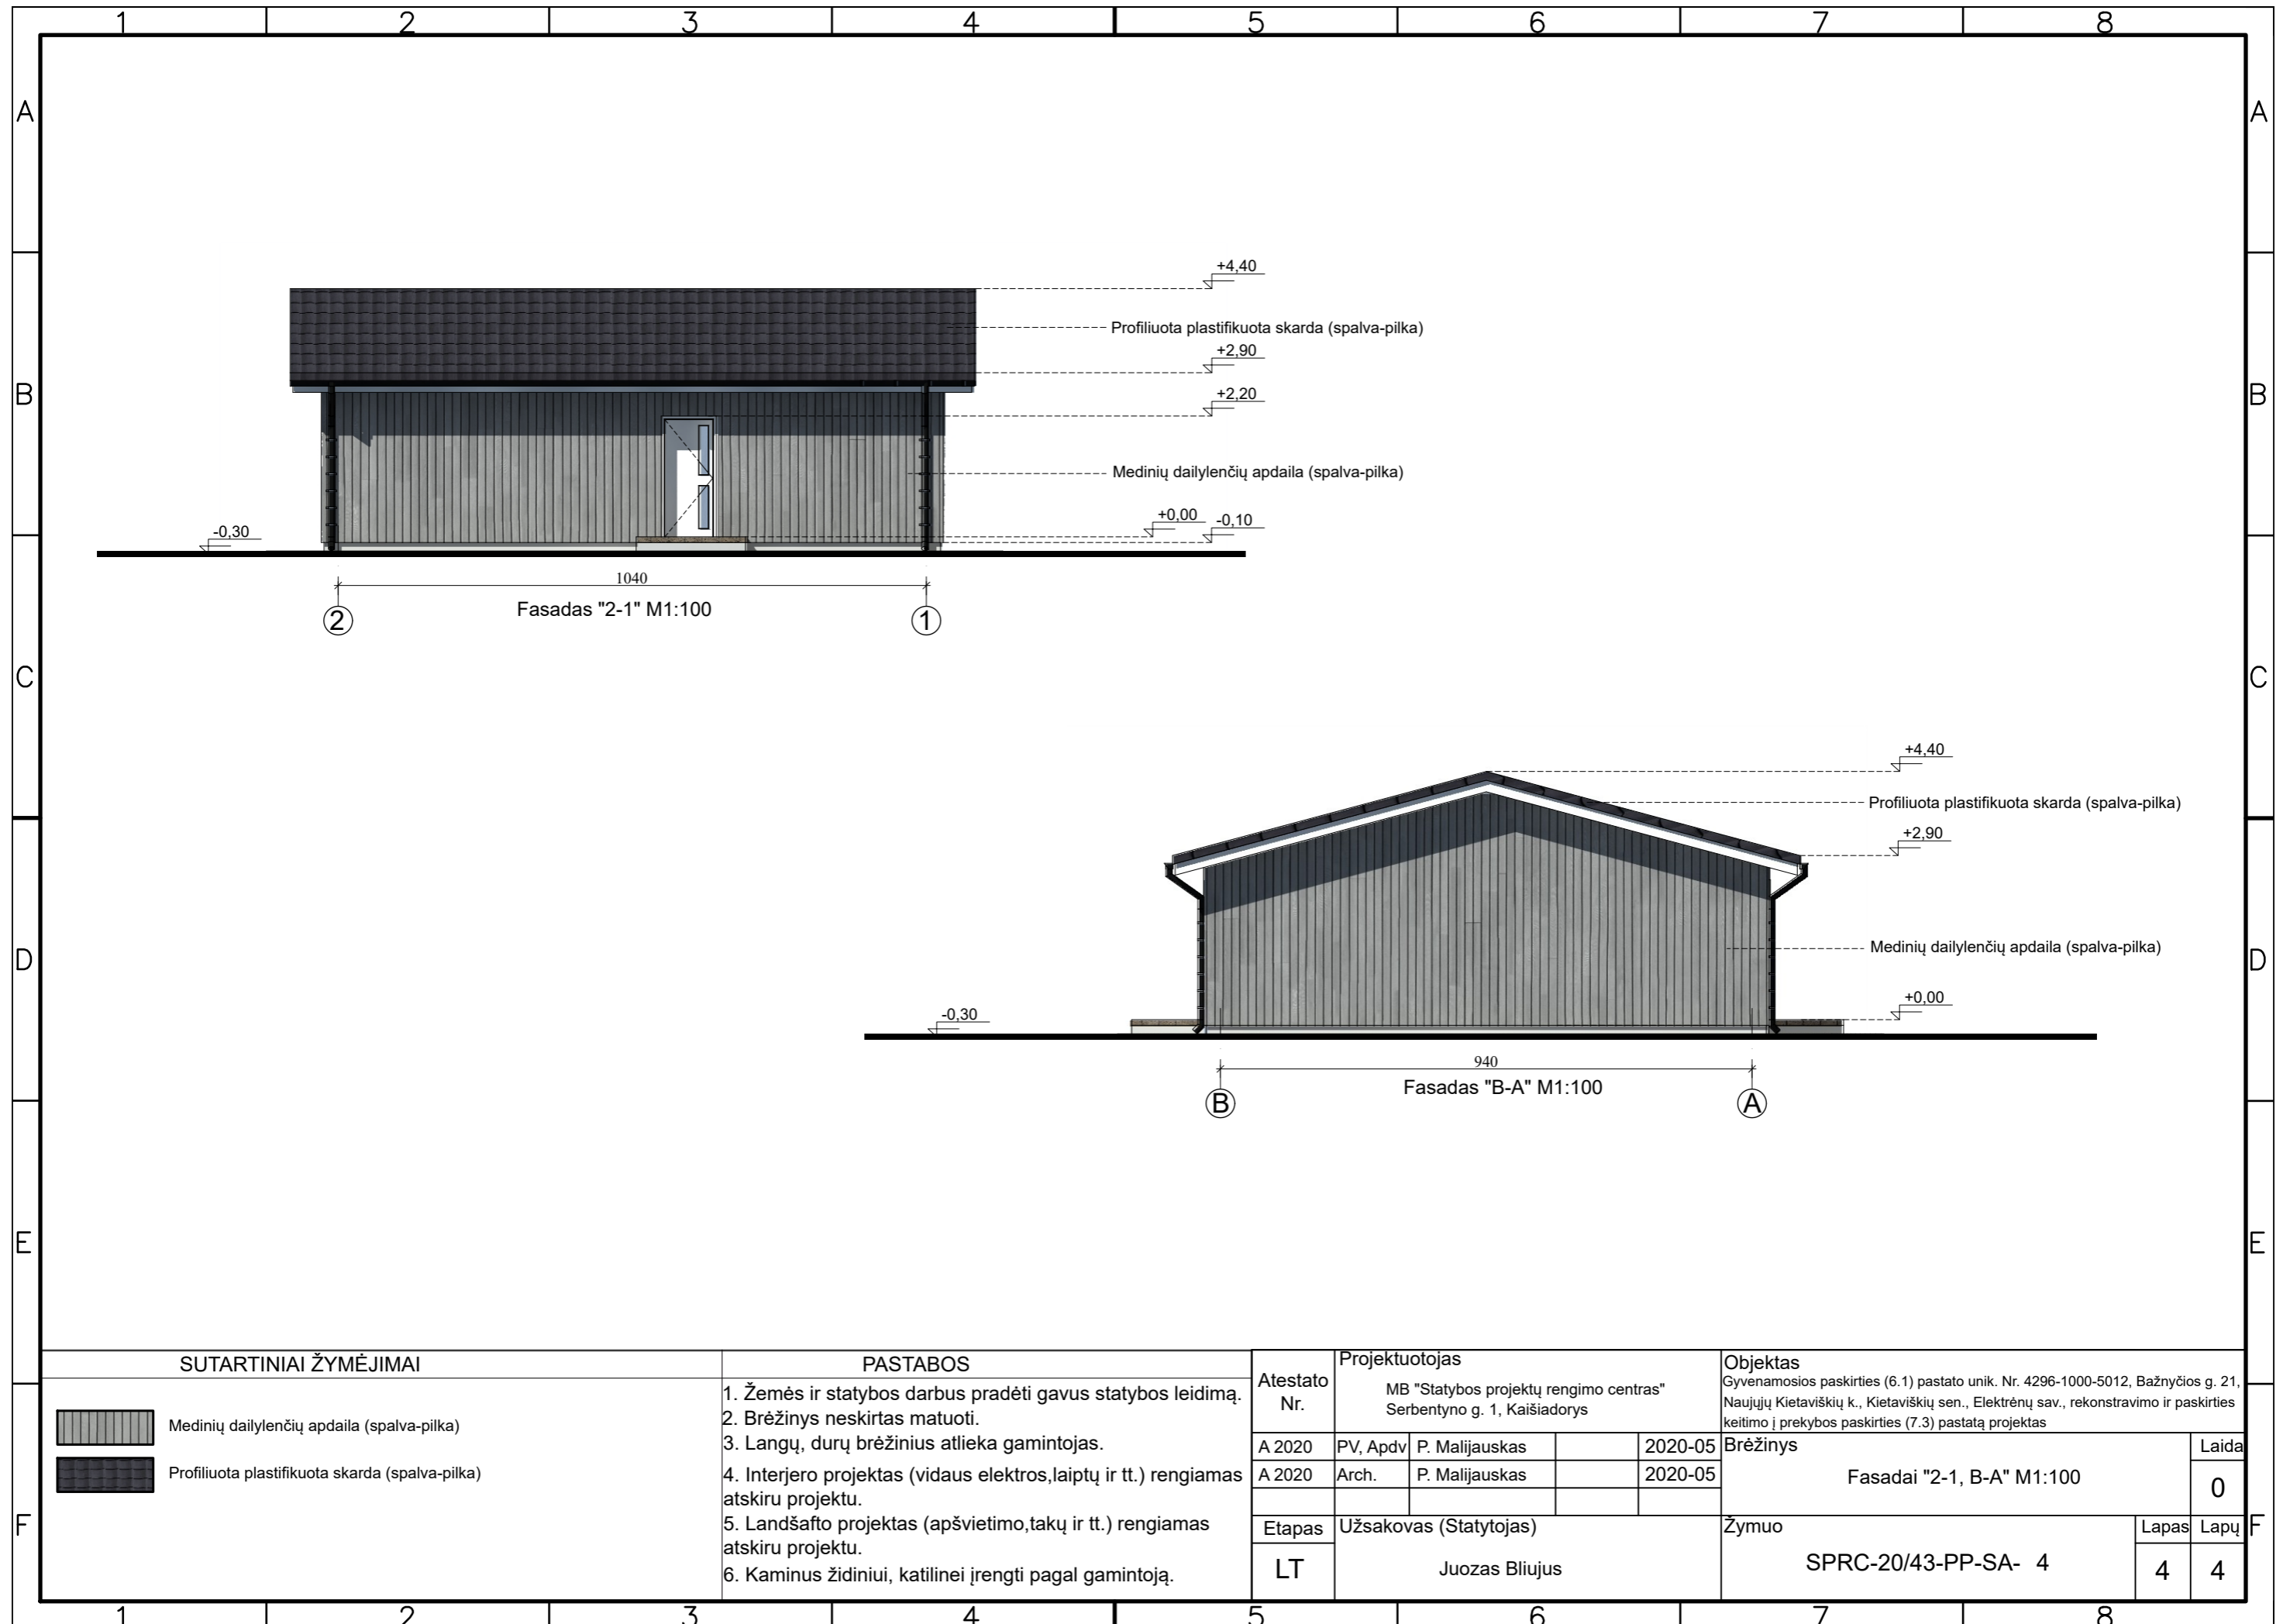 1 2 3 4 5 6 7 8
A A
B B
C C
D D
E E
F F
+4,40
Profiliuota plastifikuota skarda (spalva-pilka)
+2,90
+2,20
Medinių dailylenčių apdaila (spalva-pilka)
+0,00 -0,10
-0,30
1040
2 Fasadas "2-1" M1:100 1
+4,40
Profiliuota plastifikuota skarda (spalva-pilka)
+2,90
Medinių dailylenčių apdaila (spalva-pilka)
+0,00
-0,30
940
Fasadas "B-A" M1:100
B A
SUTARTINIAI ŽYMĖJIMAI
Medinių dailylenčių apdaila (spalva-pilka)
Profiliuota plastifikuota skarda (spalva-pilka)
PASTABOS
1. Žemės ir statybos darbus pradėti gavus statybos leidimą.
2. Brėžinys neskirtas matuoti.
3. Langų, durų brėžinius atlieka gamintojas.
4. Interjero projektas (vidaus elektros,laiptų ir tt.) rengiamas
atskiru projektu.
5. Landšafto projektas (apšvietimo,takų ir tt.) rengiamas
atskiru projektu.
6. Kaminus židiniui, katilinei įrengti pagal gamintoją.
Atestato
Nr.
Projektuotojas
MB "Statybos projektų rengimo centras"
Serbentyno g. 1, Kaišiadorys
Objektas
Gyvenamosios paskirties (6.1) pastato unik. Nr. 4296-1000-5012, Bažnyčios g. 21,
Naujųjų Kietaviškių k., Kietaviškių sen., Elektrėnų sav., rekonstravimo ir paskirties
keitimo į prekybos paskirties (7.3) pastatą projektas
A 2020 PV, Apdv P. Malijauskas 2020-05
A 2020 Arch. P. Malijauskas 2020-05
Brėžinys
Fasadai "2-1, B-A" M1:100
Laida
0
Etapas
LT
Užsakovas (Statytojas)
Juozas Bliujus
Žymuo
SPRC-20/43-PP-SA- 4
Lapas Lapų
4 4
1 2 3 4 5 6 7 8